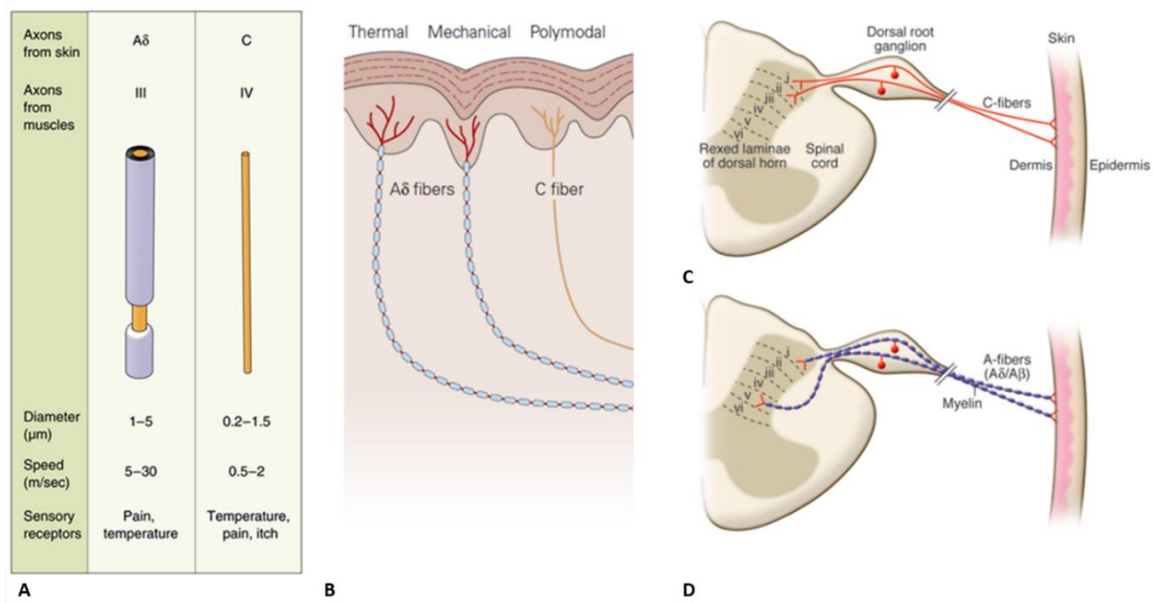 Axons
from skin
Aδ
C
Axons
from
muscles
III
IV
Diameter
(μm)
1–5
0.2–1.5
Speed
(m/sec)
5–30
0.5–2
Sensory
receptors
Pain,
temperature
Temperature,
pain, itch
A
Thermal
Mechanical
Polymodal
Aδ fibers
C fiber
B
Dorsal root
ganglion
Skin
i
ii
iii
iv
v
vi
C-fibers
Rexed laminae
of dorsal horn
Spinal
cord
Dermis
Epidermis
C
i
ii
iii
iv
v
vi
A-fibers
(Aδ/Aβ)
Myelin
D